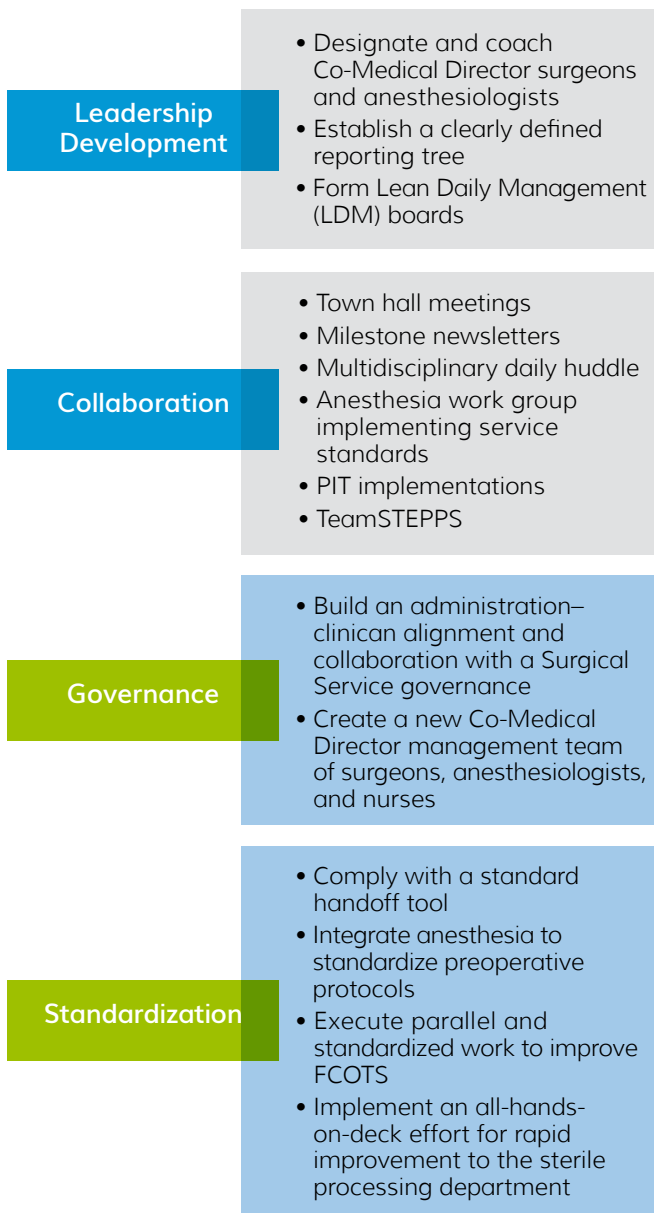 Leadership
Development
• Designate and coach
Co-Medical Director surgeons
and anesthesiologists
• Establish a clearly defined
reporting tree
• Form Lean Daily Management
(LDM) boards
Collaboration
• Town hall meetings
• Milestone newsletters
• Multidisciplinary daily huddle
• Anesthesia work group
implementing service
standards
• PIT implementations
• TeamSTEPPS
Governance
• Build an administration–
clinican alignment and
collaboration with a Surgical
Service governance
• Create a new Co-Medical
Director management team
of surgeons, anesthesiologists,
and nurses
Standardization
• Comply with a standard
handoff tool
• Integrate anesthesia to
standardize preoperative
protocols
• Execute parallel and
standardized work to improve
FCOTS
• Implement an all-hands-
on-deck effort for rapid
improvement to the sterile
processing department